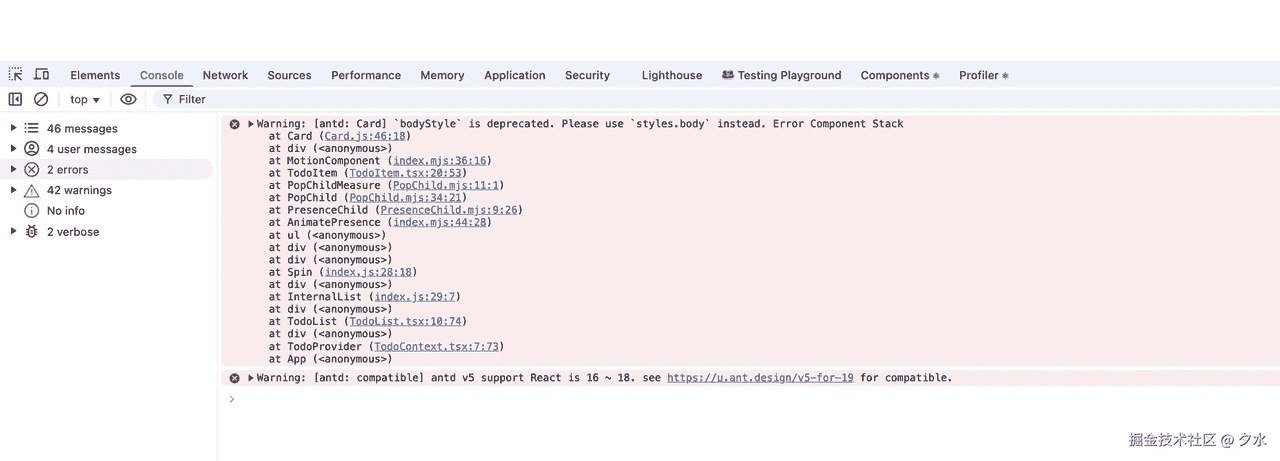 Elements Console Network Sources Performance Memory Application Security Lighthouse Testing Playground Components Profiler
top Filter
46 messages
4 user messages
2 errors
42 warnings
No info
2 verbose
Warning: [antd: Card] `bodyStyle` is deprecated. Please use `styles.body` instead. Error Component Stack
at Card (Card.js:46:18)
at div (<anonymous>)
at MotionComponent (index.mjs:36:16)
at TodoItem (TodoItem.tsx:20:53)
at PopChildMeasure (PopChild.mjs:11:1)
at PopChild (PopChild.mjs:34:21)
at PresenceChild (PresenceChild.mjs:9:26)
at AnimatePresence (index.mjs:44:28)
at ul (<anonymous>)
at div (<anonymous>)
at div (<anonymous>)
at Spin (index.js:28:18)
at div (<anonymous>)
at InternalList (index.js:29:7)
at div (<anonymous>)
at TodoList (TodoList.tsx:10:74)
at div (<anonymous>)
at TodoProvider (TodoContext.tsx:7:73)
at App (<anonymous>)
Warning: [antd: compatible] antd v5 support React is 16 ~ 18. see https://u.ant.design/v5-for-19 for compatible.
掘金技术社区 @ 夕水